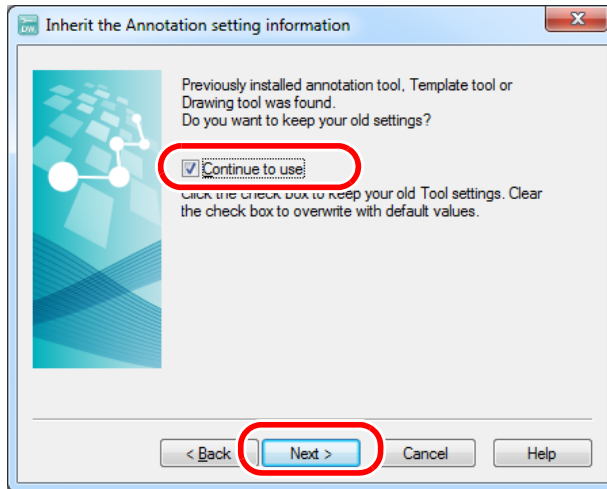 DW
Inherit the Annotation setting information
Previously installed annotation tool, Template tool or
Drawing tool was found.
Do you want to keep your old settings?
Continue to use
Click the check box to keep your old Tool settings. Clear
the check box to overwrite with default values.
< Back
Next >
Cancel
Help